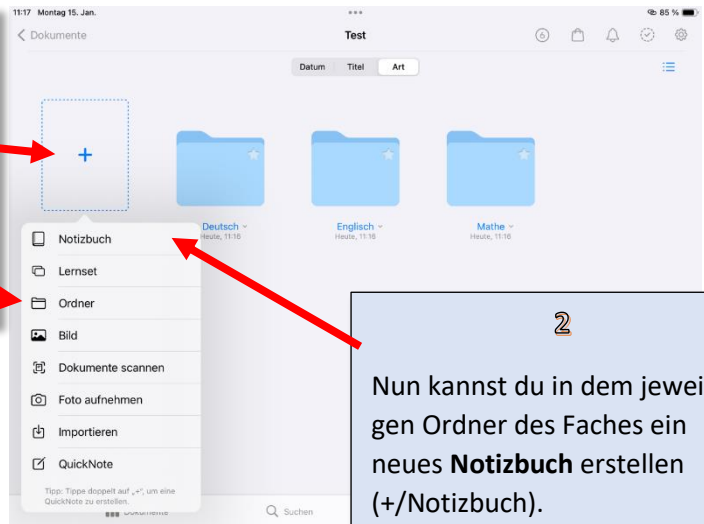 11:17 Montag 15. Jan.
85 %
Dokumente
Test
6
Datum Titel Art
+
Deutsch
Heute, 11:16
Englisch
Heute, 11:16
Mathe
Heute, 11:16
Notizbuch
Lernset
Ordner
Bild
Dokumente scannen
Foto aufnehmen
Importieren
QuickNote
Tipp: Tippe doppelt auf „+“, um eine
QuickNote zu erstellen.
Dokumente
Suchen
2
Nun kannst du in dem jewei
gen Ordner des Faches ein
neues Notizbuch erstellen
(+/Notizbuch).